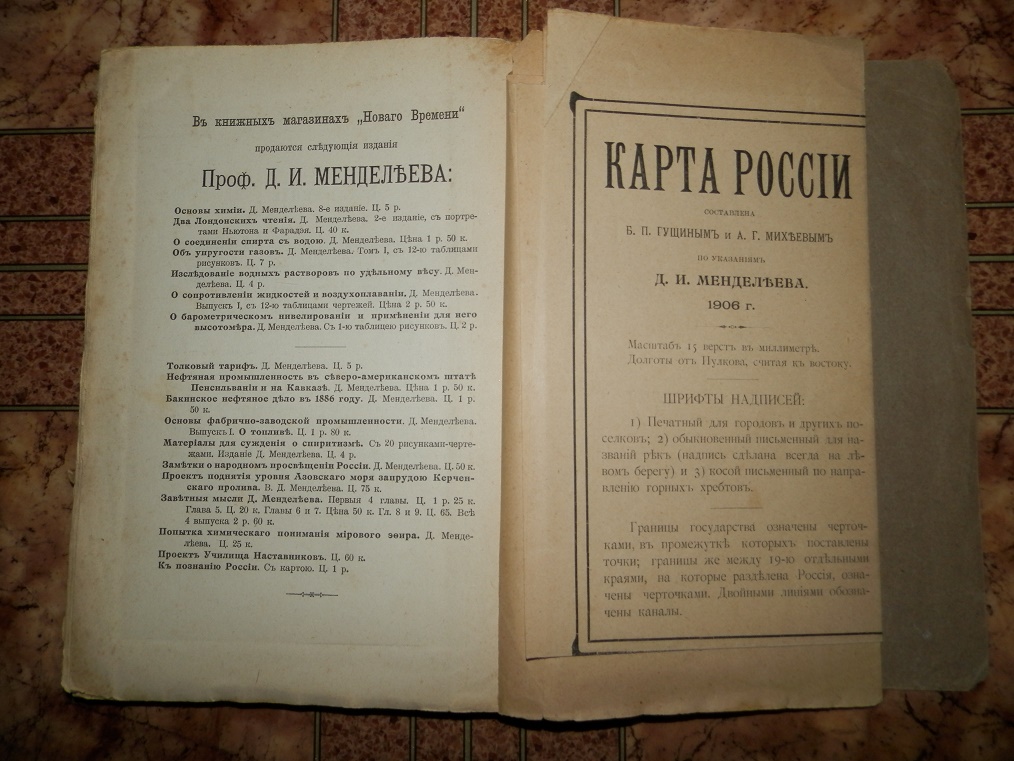 Въ книжныхъ магазинахъ „Новаго Времени“
продаются слѣдующія изданія
Проф. Д. И. МЕНДЕЛѢЕВА:
Основы химіи. Д. Менделѣева. 8-е изданіе. Ц. 5 р.
Два Лондонскихъ чтенія. Д. Менделѣева. 2-е изданіе, съ портре-
тами Ньютона и Фарадэя. Ц. 40 к.
О соединеніи спирта съ водою. Д. Менделѣева. Цѣна 1 р. 50 к.
Объ упругости газовъ. Д. Менделѣева. Томъ I, съ 12-ю таблицами
рисунковъ. Ц. 7 р.
Изслѣдованіе водныхъ растворовъ по удѣльному вѣсу. Д. Мен-
делѣева. Ц. 4 р.
О сопротивленіи жидкостей и воздухоплаваніи. Д. Менделѣева.
Выпускъ I, съ 12-ю таблицами чертежей. Цѣна 2 р. 50 к.
О барометрическомъ нивелированіи и примѣненіи для него
высотомѣра. Д. Менделѣева. Съ 1-ю таблицею рисунковъ. Ц. 2 р.
Толковый тарифъ. Д. Менделѣева. Ц. 5 р.
Нефтяная промышленность въ сѣверо-американскомъ штатѣ
Пенсильваніи и на Кавказѣ. Д. Менделѣева. Цѣна 1 р. 50 к.
Бакинское нефтяное дѣло въ 1886 году. Д. Менделѣева. Ц. 1 р.
50 к.
Основы фабрично-заводской промышленности. Д. Менделѣева.
Выпускъ I. О топливѣ. Ц. 1 р. 80 к.
Матеріалы для сужденія о спиритизмѣ. Съ 20 рисунками-черте-
жами. Изданіе Д. Менделѣева. Ц. 4 р.
Замѣтки о народномъ просвѣщеніи Россіи. Д. Менделѣева. Ц. 50 к.
Проектъ поднятія уровня Азовскаго моря запрудою Керчен-
скаго пролива. В. Д. Менделѣева. Ц. 75 к.
Завѣтныя мысли Д. Менделѣева. Первыя 4 главы. Ц. 1 р. 25 к.
Глава 5. Ц. 20 к. Главы 6 и 7. Цѣна 50 к. Гл. 8 и 9. Ц. 65. Всѣ
4 выпуска 2 р. 60 к.
Попытка химическаго пониманія мірового эѳира. Д. Менде-
лѣева. Ц. 25 к.
Проектъ Училища Наставниковъ. Ц. 60 к.
Къ познанію Россіи. Съ картою. Ц. 1 р.
КАРТА РОССІИ
СОСТАВЛЕНА
Б. П. ГУЩИНЫМЪ и А. Г. МИХѢЕВЫМЪ
ПО УКАЗАНІЯМЪ
Д. И. МЕНДЕЛѢЕВА.
1906 г.
Масштабъ 15 верстъ въ миллиметрѣ.
Долготы отъ Пулкова, считая къ востоку.
ШРИФТЫ НАДПИСЕЙ:
1) Печатный для городовъ и другихъ по-
селковъ; 2) обыкновенный письменный для на-
званій рѣкъ (надпись сдѣлана всегда на лѣ-
вомъ берегу) и 3) косой письменный по напра-
вленію горныхъ хребтовъ.
Границы государства означены черточ-
ками, въ промежуткѣ которыхъ поставлены
точки; границы же между 19-ю отдѣльными
краями, на которые раздѣлена Россія, озна-
чены черточками. Двойными линіями обозна-
чены каналы.